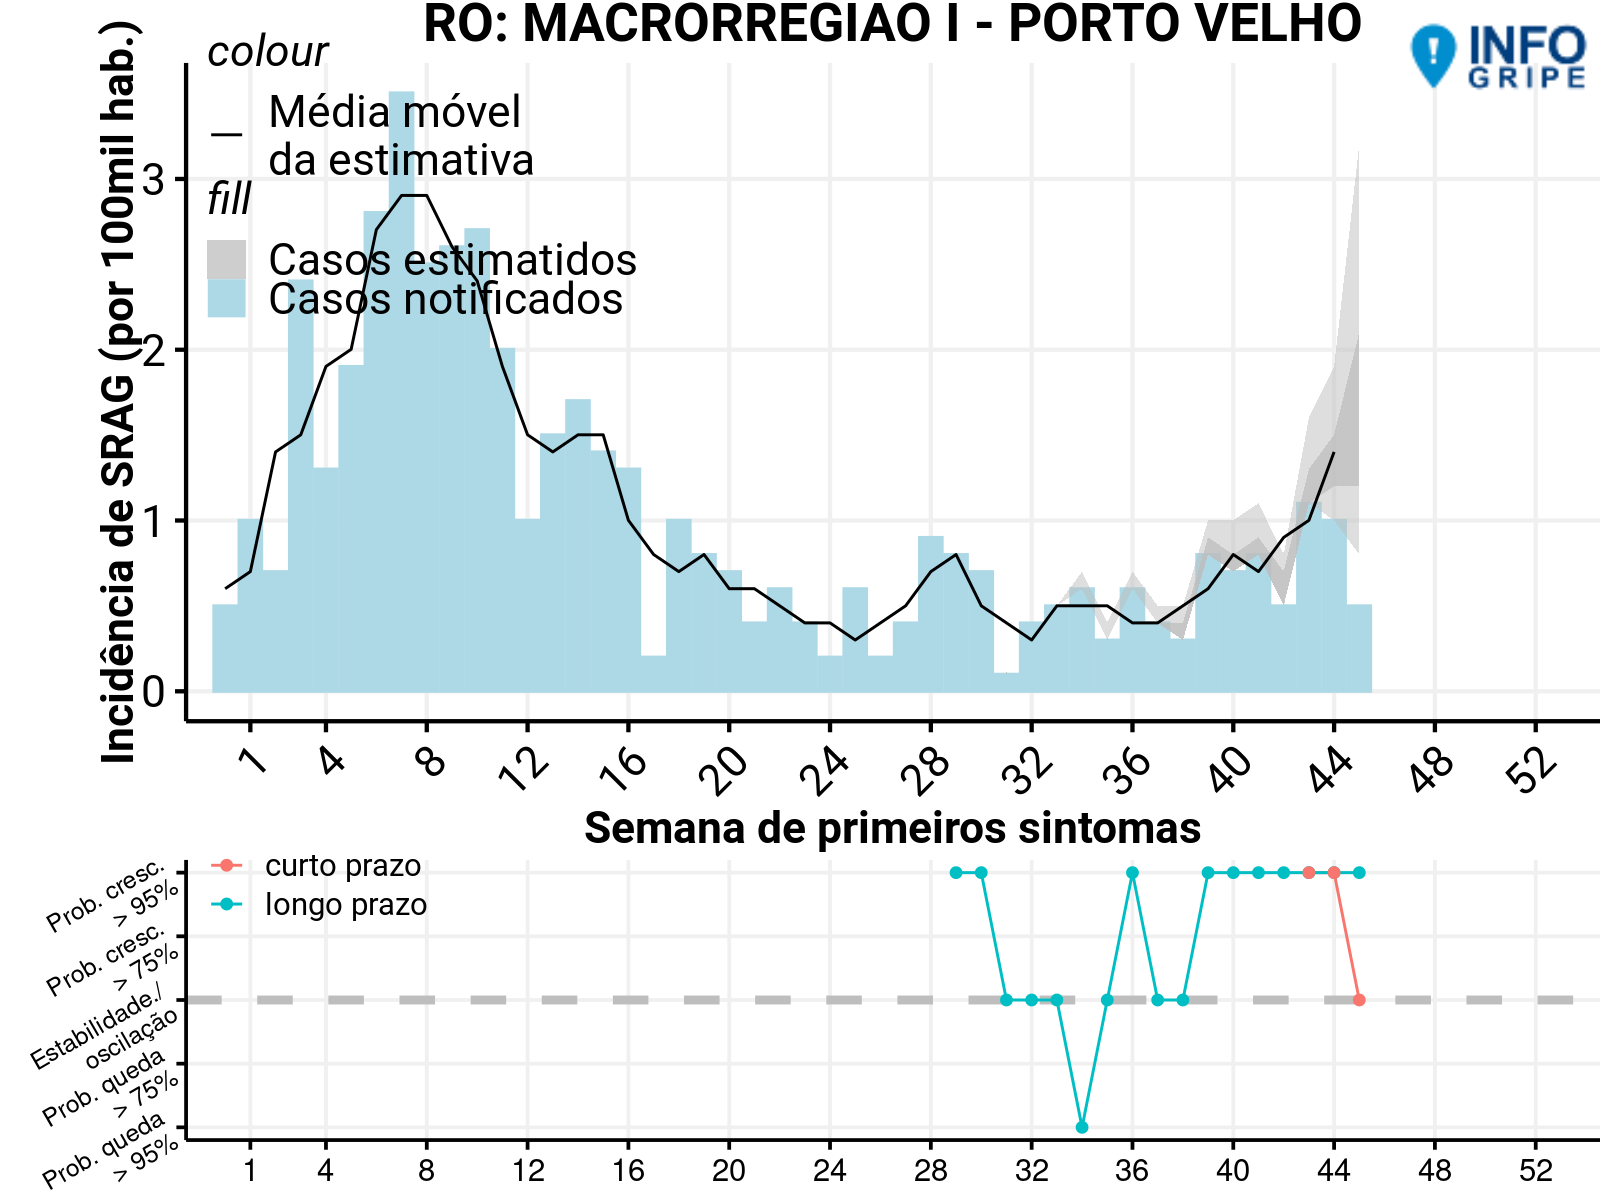 RO: MACRORREGIAO I - PORTO VELHO
INFO
GRIPE
Incidência de SRAG (por 100mil hab.)
colour
Média móvel
da estimativa
fill
Casos estimatidos
Casos notificados
3
2
1
0
1 4 8 12 16 20 24 28 32 36 40 44 48 52
Semana de primeiros sintomas
curto prazo
longo prazo
Prob. cresc.
> 95%
Prob. cresc.
> 75%
Estabilidade./
oscilação
Prob. queda
> 75%
Prob. queda
> 95%
1 4 8 12 16 20 24 28 32 36 40 44 48 52